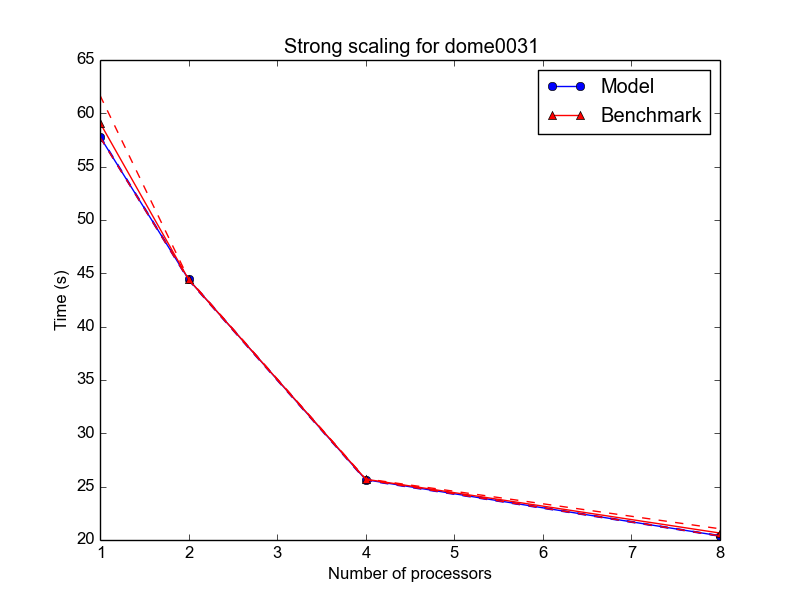 Strong scaling for dome0031
Model
Benchmark
65
60
55
50
45
40
35
30
25
20
Time (s)
1 2 3 4 5 6 7 8
Number of processors